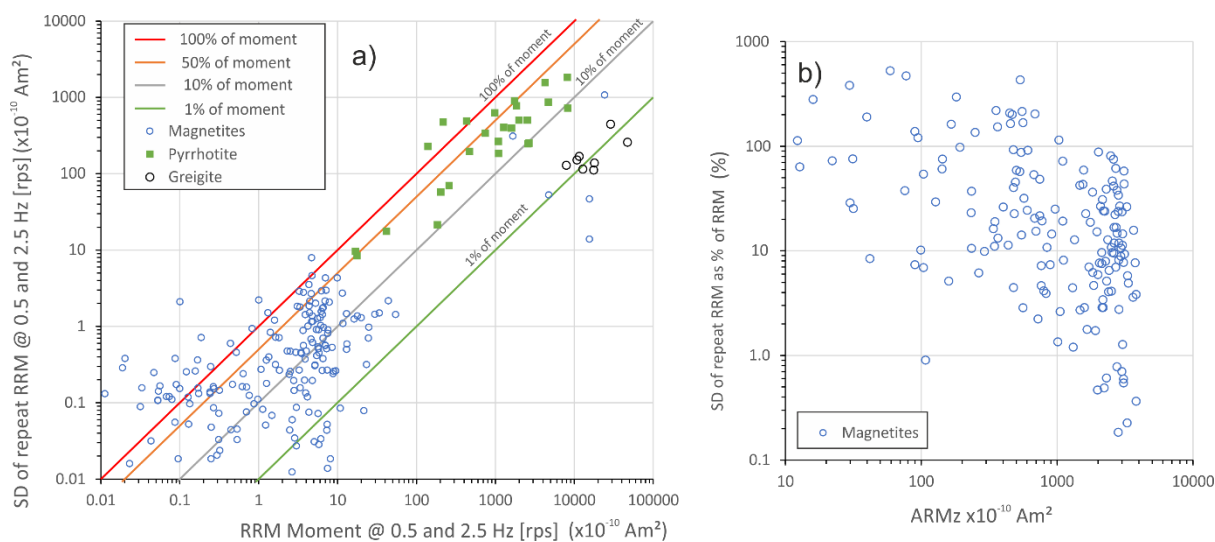 a)
SD of repeat RRM @ 0.5 and 2.5 Hz [rps] (x10⁻¹⁰ Am²)
10000
1000
100
10
1
0.1
0.01
100% of moment
50% of moment
10% of moment
1% of moment
Magnetites
Pyrrhotite
Greigite
100% of moment
10% of moment
1% of moment
0.01 0.1 1 10 100 1000 10000 100000
RRM Moment @ 0.5 and 2.5 Hz [rps] (x10⁻¹⁰ Am²)
b)
SD of repeat RRM as % of RRM (%)
1000
100
10
1.0
0.1
Magnetites
10 100 1000 10000
ARMz x10⁻¹⁰ Am²